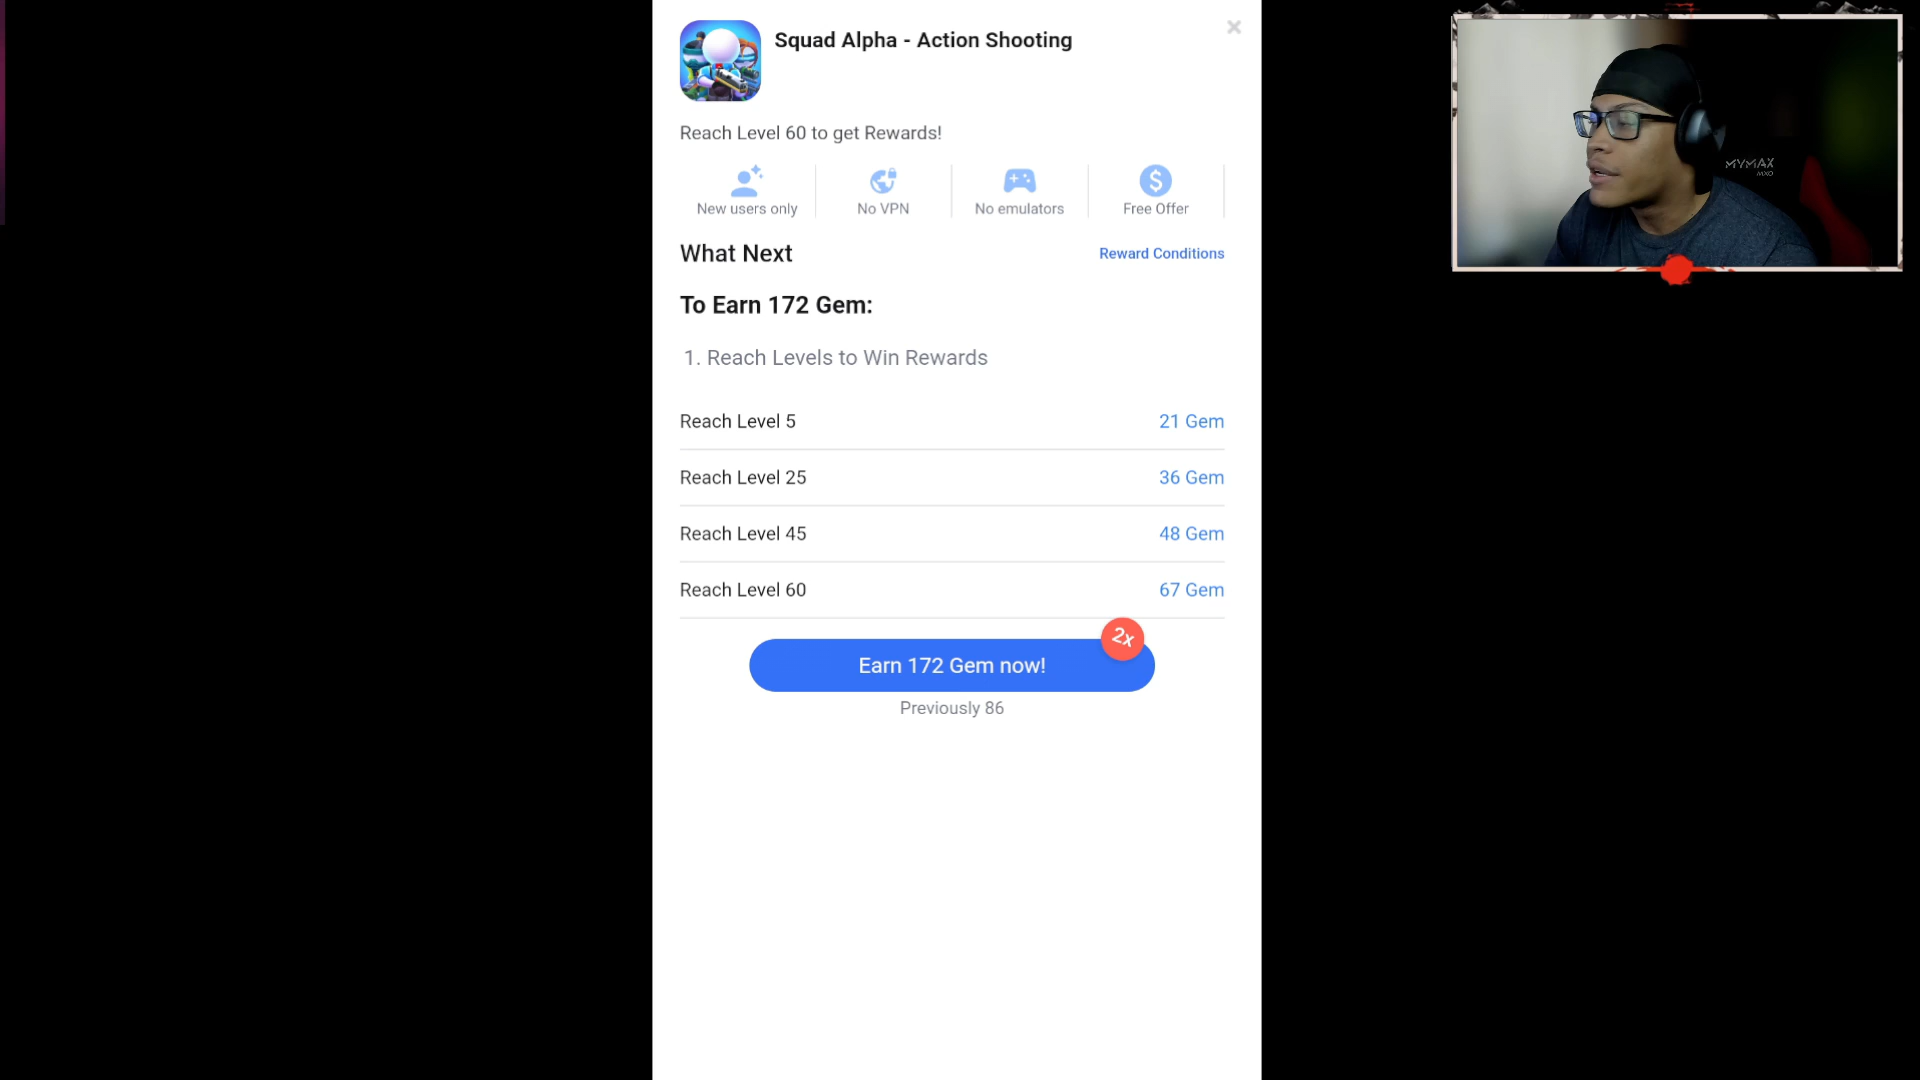 Squad Alpha - Action Shooting
Reach Level 60 to get Rewards!
New users only
No VPN
No emulators
Free Offer
What Next
Reward Conditions
To Earn 172 Gem:
1. Reach Levels to Win Rewards
Reach Level 5
21 Gem
Reach Level 25
36 Gem
Reach Level 45
48 Gem
Reach Level 60
67 Gem
2x
Earn 172 Gem now!
Previously 86
MYMAX
MX0